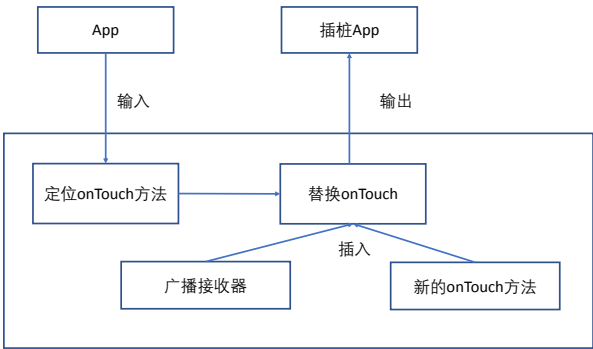 App
插桩App
输入
输出
定位onTouch方法
替换onTouch
插入
广播接收器
新的onTouch方法